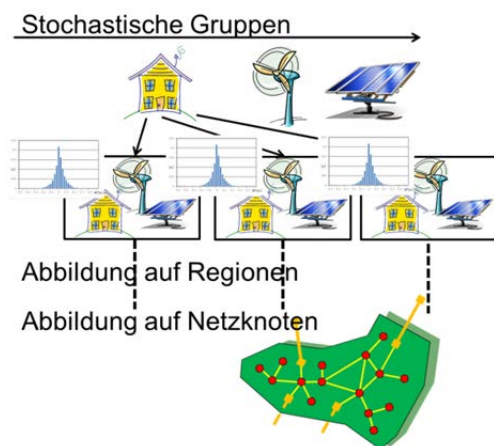 Stochastische Gruppen
Abbildung auf Regionen
Abbildung auf Netzknoten